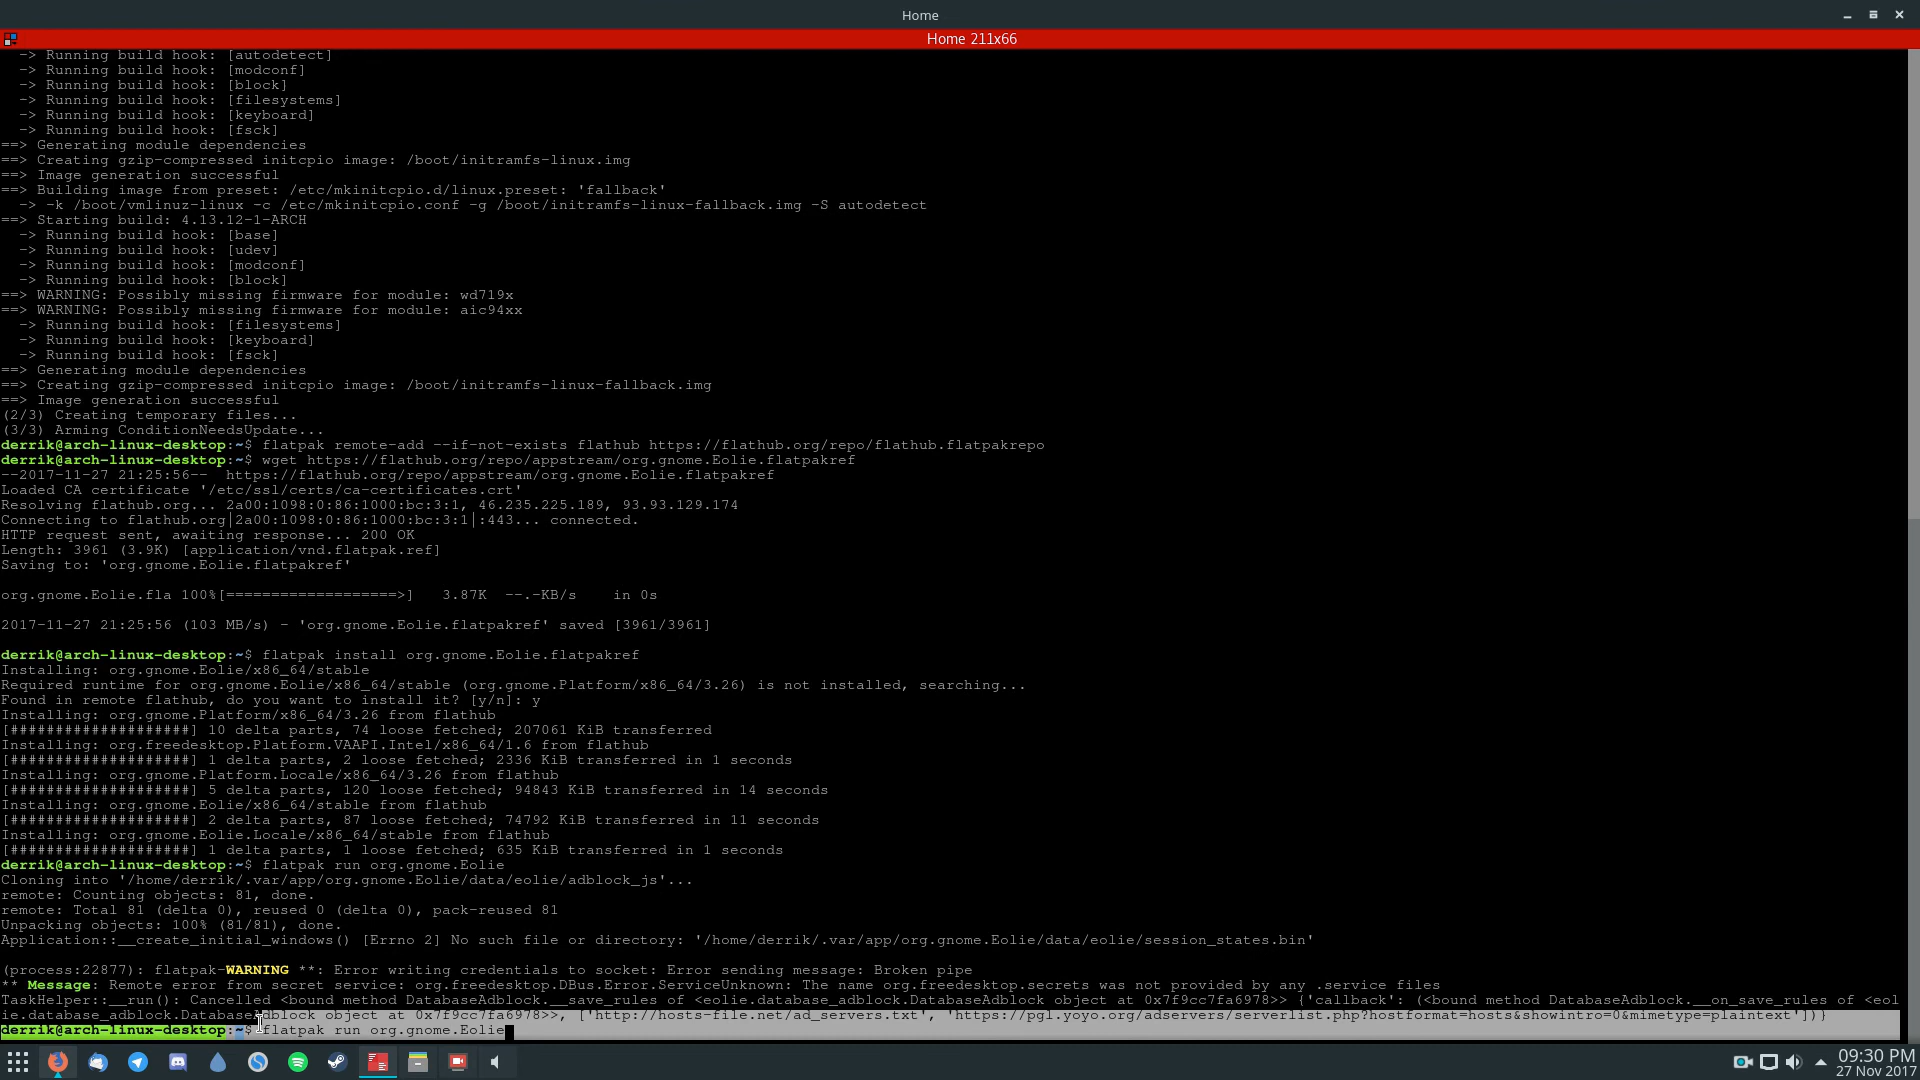 Home
Home 211x66
-> Running build hook: [autodetect]
-> Running build hook: [modconf]
-> Running build hook: [block]
-> Running build hook: [filesystems]
-> Running build hook: [keyboard]
-> Running build hook: [fsck]
==> Generating module dependencies
==> Creating gzip-compressed initcpio image: /boot/initramfs-linux.img
==> Image generation successful
==> Building image from preset: /etc/mkinitcpio.d/linux.preset: 'fallback'
-> -k /boot/vmlinuz-linux -c /etc/mkinitcpio.conf -g /boot/initramfs-linux-fallback.img -S autodetect
==> Starting build: 4.13.12-1-ARCH
-> Running build hook: [base]
-> Running build hook: [udev]
-> Running build hook: [modconf]
-> Running build hook: [block]
==> WARNING: Possibly missing firmware for module: wd719x
==> WARNING: Possibly missing firmware for module: aic94xx
-> Running build hook: [filesystems]
-> Running build hook: [keyboard]
-> Running build hook: [fsck]
==> Generating module dependencies
==> Creating gzip-compressed initcpio image: /boot/initramfs-linux-fallback.img
==> Image generation successful
(2/3) Creating temporary files...
(3/3) Arming ConditionNeedsUpdate...
derrik@arch-linux-desktop:~$ flatpak remote-add --if-not-exists flathub https://flathub.org/repo/flathub.flatpakrepo
derrik@arch-linux-desktop:~$ wget https://flathub.org/repo/appstream/org.gnome.Eolie.flatpakref
--2017-11-27 21:25:56-- https://flathub.org/repo/appstream/org.gnome.Eolie.flatpakref
Loaded CA certificate '/etc/ssl/certs/ca-certificates.crt'
Resolving flathub.org... 2a00:1098:0:86:1000:bc:3:1, 46.235.225.189, 93.93.129.174
Connecting to flathub.org|2a00:1098:0:86:1000:bc:3:1|:443... connected.
HTTP request sent, awaiting response... 200 OK
Length: 3961 (3.9K) [application/vnd.flatpak.ref]
Saving to: 'org.gnome.Eolie.flatpakref'
org.gnome.Eolie.fla 100%[===================>] 3.87K --.-KB/s in 0s
2017-11-27 21:25:56 (103 MB/s) - 'org.gnome.Eolie.flatpakref' saved [3961/3961]
derrik@arch-linux-desktop:~$ flatpak install org.gnome.Eolie.flatpakref
Installing: org.gnome.Eolie/x86_64/stable
Required runtime for org.gnome.Eolie/x86_64/stable (org.gnome.Platform/x86_64/3.26) is not installed, searching...
Found in remote flathub, do you want to install it? [y/n]: y
Installing: org.gnome.Platform/x86_64/3.26 from flathub
[####################] 10 delta parts, 74 loose fetched; 207061 KiB transferred
Installing: org.freedesktop.Platform.VAAPI.Intel/x86_64/1.6 from flathub
[####################] 1 delta parts, 2 loose fetched; 2336 KiB transferred in 1 seconds
Installing: org.gnome.Platform.Locale/x86_64/3.26 from flathub
[####################] 5 delta parts, 120 loose fetched; 94843 KiB transferred in 14 seconds
Installing: org.gnome.Eolie/x86_64/stable from flathub
[####################] 2 delta parts, 87 loose fetched; 74792 KiB transferred in 11 seconds
Installing: org.gnome.Eolie.Locale/x86_64/stable from flathub
[####################] 1 delta parts, 1 loose fetched; 635 KiB transferred in 1 seconds
derrik@arch-linux-desktop:~$ flatpak run org.gnome.Eolie
Cloning into '/home/derrik/.var/app/org.gnome.Eolie/data/eolie/adblock_js'...
remote: Counting objects: 81, done.
remote: Total 81 (delta 0), reused 0 (delta 0), pack-reused 81
Unpacking objects: 100% (81/81), done.
Application::__create_initial_windows() [Errno 2] No such file or directory: '/home/derrik/.var/app/org.gnome.Eolie/data/eolie/session_states.bin'
(process:22877): flatpak-WARNING **: Error writing credentials to socket: Error sending message: Broken pipe
** Message: Remote error from secret service: org.freedesktop.DBus.Error.ServiceUnknown: The name org.freedesktop.secrets was not provided by any .service files
TaskHelper::__run(): Cancelled <bound method DatabaseAdblock.__save_rules of <eolie.database_adblock.DatabaseAdblock object at 0x7f9cc7fa6978>> {'callback': (<bound method DatabaseAdblock.__on_save_rules of <eol
ie.database_adblock.DatabaseAdblock object at 0x7f9cc7fa6978>>, ['http://hosts-file.net/ad_servers.txt', 'https://pgl.yoyo.org/adservers/serverlist.php?hostformat=hosts&showintro=0&mimetype=plaintext'])}
derrik@arch-linux-desktop:~$ flatpak run org.gnome.Eolie
09:30 PM
27 Nov 2017